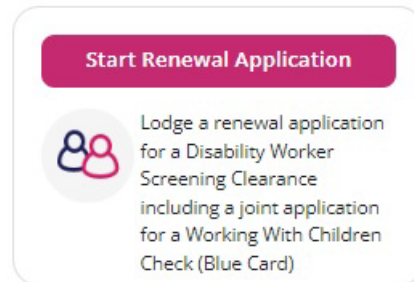 Start Renewal Application
Lodge a renewal application
for a Disability Worker
Screening Clearance
including a joint application
for a Working With Children
Check (Blue Card)